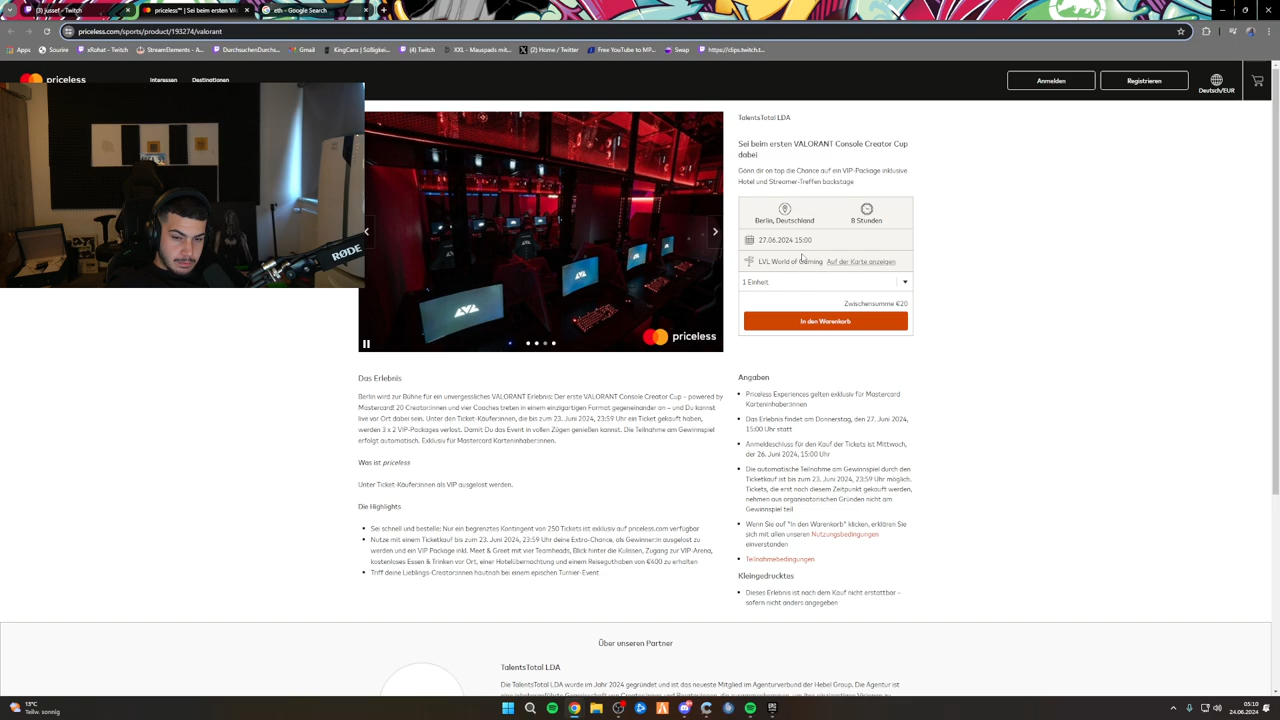 jussef - Twitch
priceless™ | Sei beim ersten VAL
eth - Google Search
priceless.com/sports/product/193274/valorant
Apps
Scurire
xRohat - Twitch
StreamElements - A...
DurchsuchenDurchs...
Gmail
KingCans (Süßigkei...
(4) Twitch
XXL - Mauspads mit...
(2) Home / Twitter
Free YouTube to MP...
Swap
https://clips.twitch.t...
priceless
Interessen
Destinationen
Anmelden
Registrieren
Deutsch/EUR
RØDE
priceless
TalentsTotal LDA
Sei beim ersten VALORANT Console Creator Cup
dabei
Gönn dir on top die Chance auf ein VIP-Package inklusive
Hotel und Streamer-Treffen backstage
Berlin, Deutschland
8 Stunden
27.06.2024 15:00
LVL World of Gaming Auf der Karte anzeigen
1 Einheit
Zwischensumme €20
In den Warenkorb
Das Erlebnis
Berlin wird zur Bühne für ein unvergessliches VALORANT Erlebnis: Der erste VALORANT Console Creator Cup – powered by
Mastercard! 20 Creator:innen und vier Coaches treten in einem einzigartigen Format gegeneinander an – und Du kannst
live vor Ort dabei sein. Unter den Ticket-Käufer:innen, die bis zum 23. Juni 2024, 23:59 Uhr ein Ticket gekauft haben,
werden 3 x 2 VIP-Packages verlost. Damit Du das Event in vollen Zügen genießen kannst. Die Teilnahme am Gewinnspiel
erfolgt automatisch. Exklusiv für Mastercard Karteninhaber:innen.
Was ist priceless
Unter Ticket-Käufer:innen als VIP ausgelost werden.
Die Highlights
Sei schnell und bestelle: Nur ein begrenztes Kontingent von 250 Tickets ist exklusiv auf priceless.com verfügbar
Nutze mit einem Ticketkauf bis zum 23. Juni 2024, 23:59 Uhr deine Extra-Chance, als Gewinner:in ausgelost zu
werden und ein VIP Package inkl. Meet & Greet mit vier Teamheads, Blick hinter die Kulissen, Zugang zur VIP-Arena,
kostenloses Essen & Trinken vor Ort, einer Hotelübernachtung und einem Reiseguthaben von €400 zu erhalten
Triff deine Lieblings-Creator:innen hautnah bei einem epischen Turnier-Event
Angaben
Priceless Experiences gelten exklusiv für Mastercard
Karteninhaber:innen
Das Erlebnis findet am Donnerstag, den 27. Juni 2024,
15:00 Uhr statt
Anmeldeschluss für den Kauf der Tickets ist Mittwoch,
der 26. Juni 2024, 15:00 Uhr
Die automatische Teilnahme am Gewinnspiel durch den
Ticketkauf ist bis zum 23. Juni 2024, 23:59 Uhr möglich.
Tickets, die erst nach diesem Zeitpunkt gekauft werden,
nehmen aus organisatorischen Gründen nicht am
Gewinnspiel teil
Wenn Sie auf "In den Warenkorb" klicken, erklären Sie
sich mit allen unseren Nutzungsbedingungen
einverstanden
Teilnahmebedingungen
Kleingedrucktes
Dieses Erlebnis ist nach dem Kauf nicht erstattbar –
sofern nicht anders angegeben
Über unseren Partner
TalentsTotal LDA
Die TalentsTotal LDA wurde im Jahr 2024 gegründet und ist das neueste Mitglied im Agenturverbund der Hebel Group. Die Agentur ist
13°C
Teilw. sonnig
05:10
24.06.2024